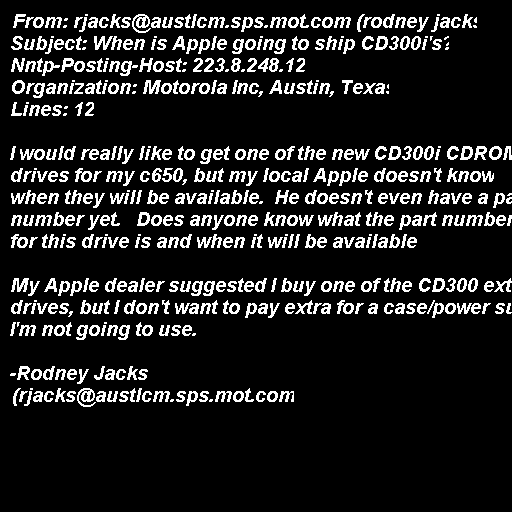 From: rjacks@austlcm.sps.mot.com (rodney jacks
Subject: When is Apple going to ship CD300i's?
Nntp-Posting-Host: 223.8.248.12
Organization: Motorola Inc, Austin, Texas
Lines: 12

I would really like to get one of the new CD300i CDROM
drives for my c650, but my local Apple doesn't know
when they will be available.  He doesn't even have a pa
number yet.   Does anyone know what the part number
for this drive is and when it will be available

My Apple dealer suggested I buy one of the CD300 ext
drives, but I don't want to pay extra for a case/power su
I'm not going to use.

-Rodney Jacks
(rjacks@austlcm.sps.mot.com